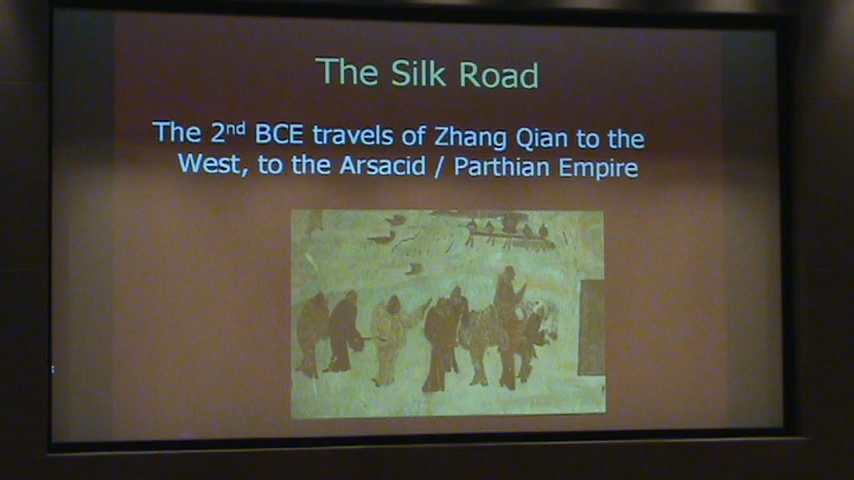 The Silk Road
The 2nd BCE travels of Zhang Qian to the
West, to the Arsacid / Parthian Empire